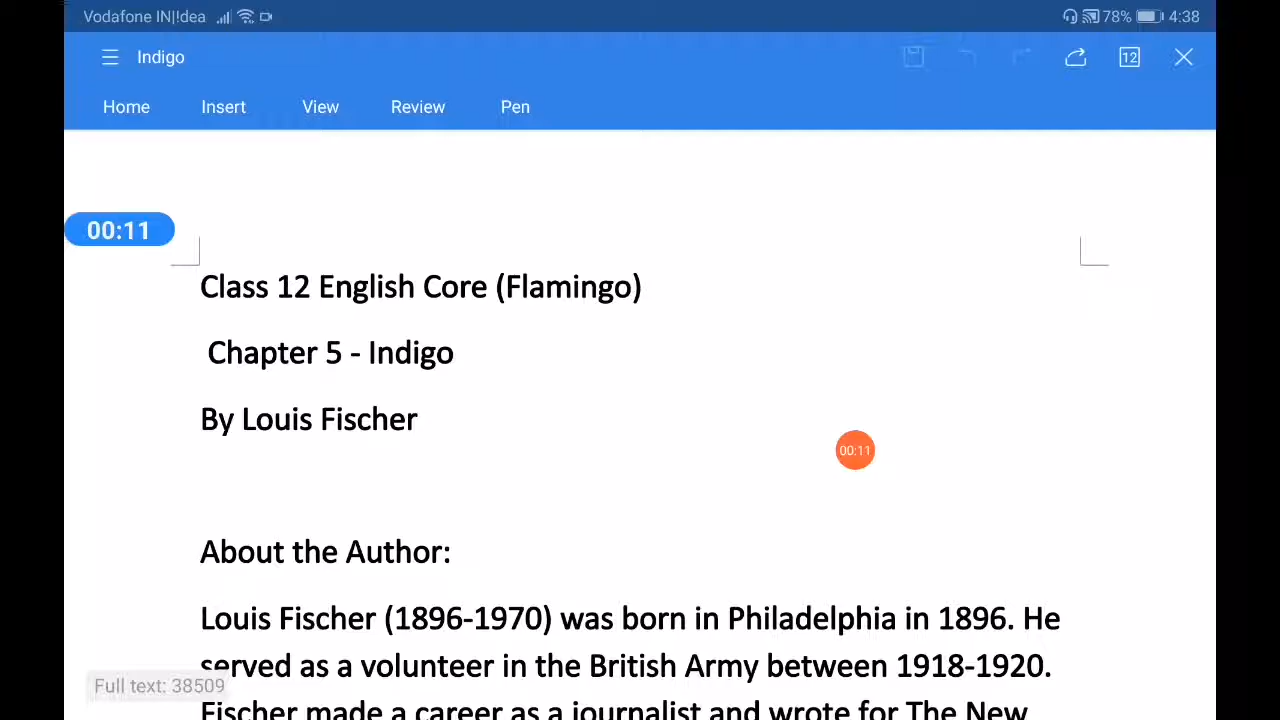 Vodafone IN|!dea 78% 4:38
Indigo 12
Home Insert View Review Pen
00:11
Class 12 English Core (Flamingo)
Chapter 5 - Indigo
By Louis Fischer
00:11
About the Author:
Louis Fischer (1896-1970) was born in Philadelphia in 1896. He
served as a volunteer in the British Army between 1918-1920.
Full text: 38509
Fischer made a career as a journalist and wrote for The New